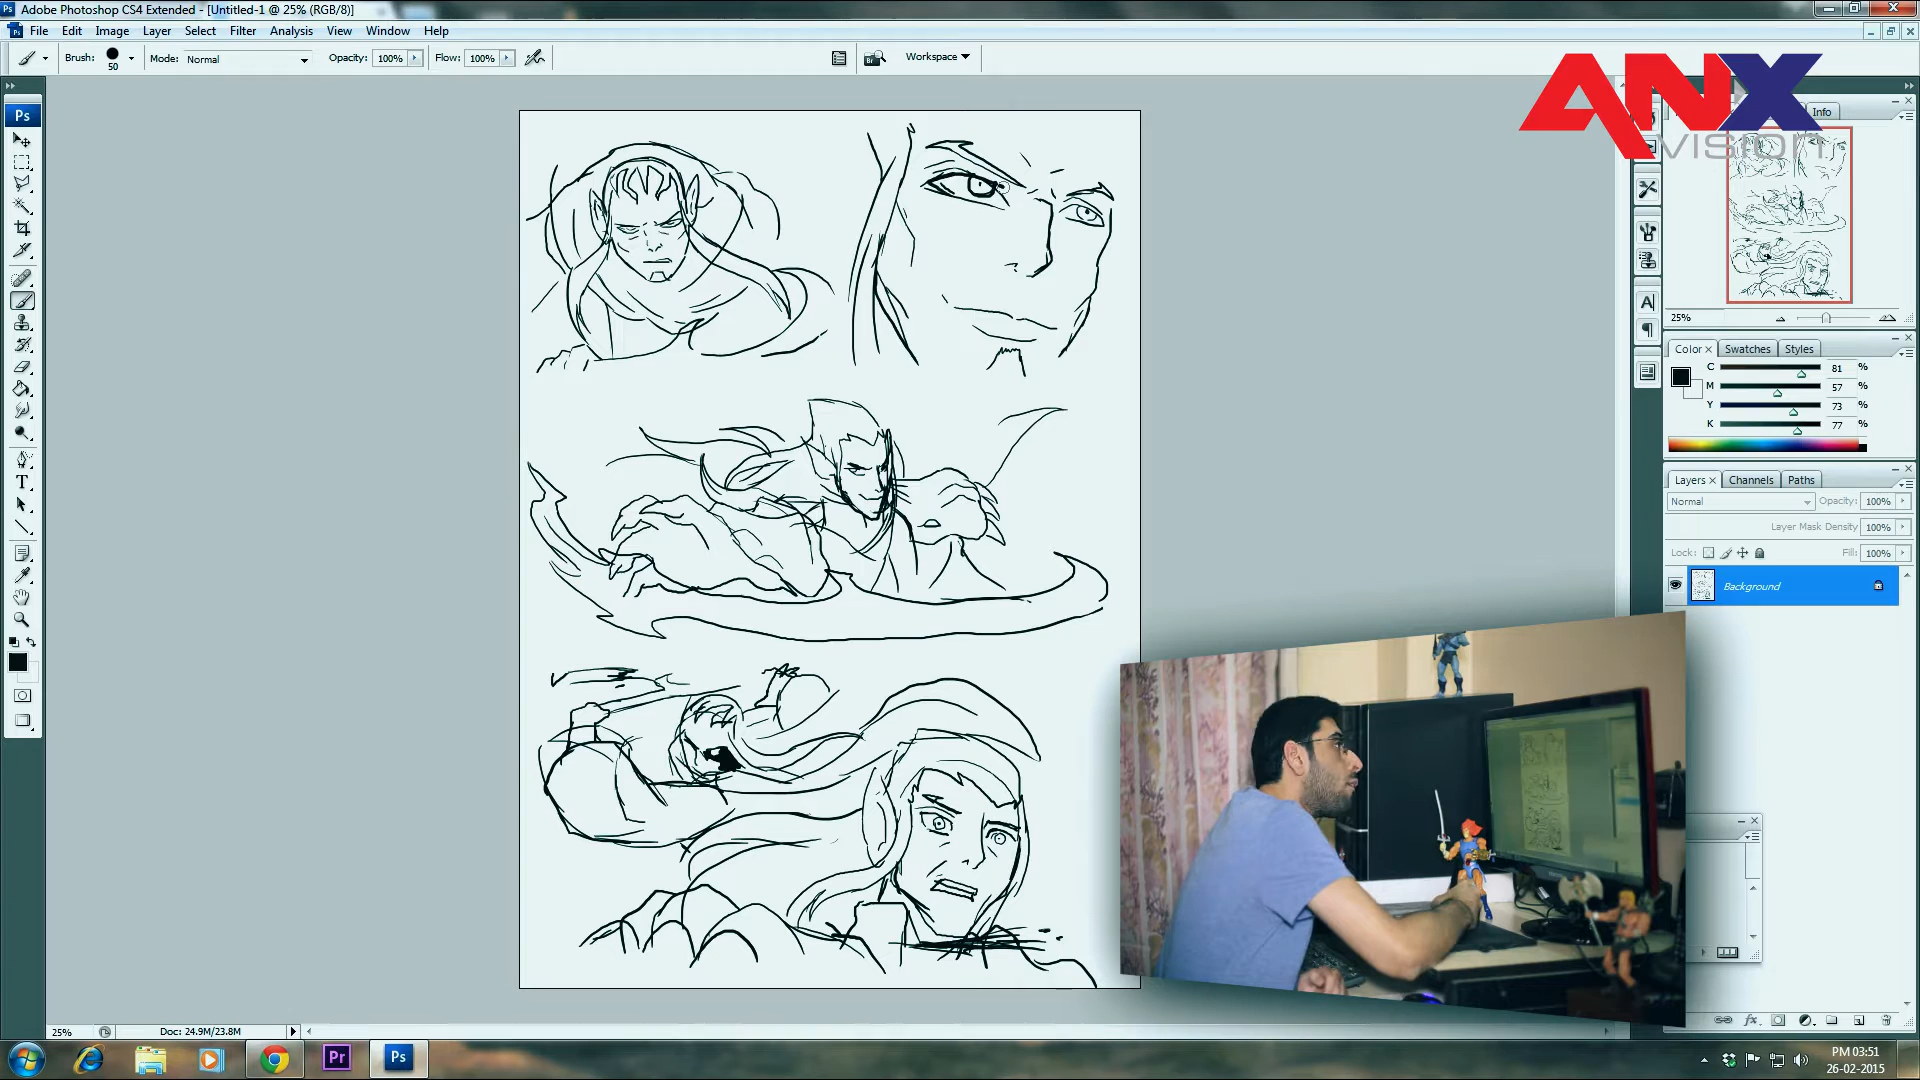 Adobe Photoshop CS4 Extended - [Untitled-1 @ 25% (RGB/8)]
File Edit Image Layer Select Filter Analysis View Window Help
Brush: 50 Mode: Normal Opacity: 100% Flow: 100% Workspace
ANX
VISION
Ps
Info
25%
Color Swatches Styles
C 81 %
M 57 %
Y 73 %
K 77 %
Layers Channels Paths
Normal Opacity: 100%
Layer Mask Density 100%
Lock: Fill: 100%
Background
25% Doc: 24.9M/23.8M
Pr Ps
PM 03:51
26-02-2015